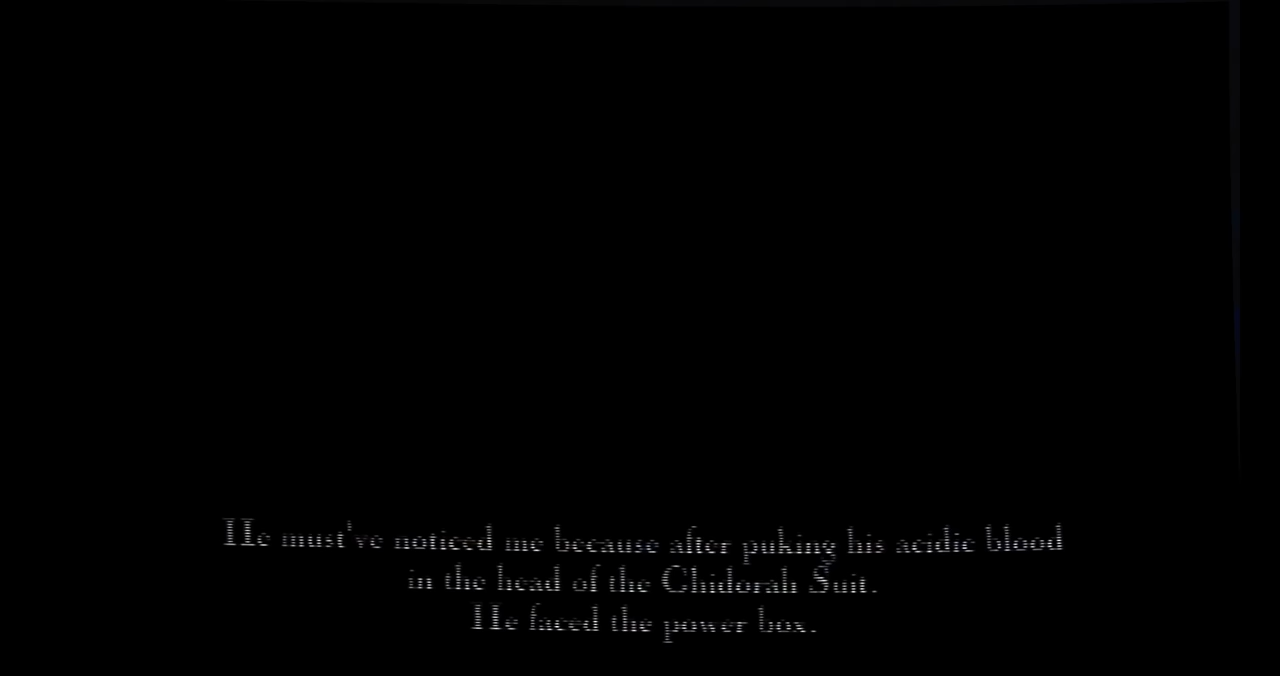 He must've noticed me because after puking his acidic blood
in the head of the Ghidorah Suit.
He faced the power box.